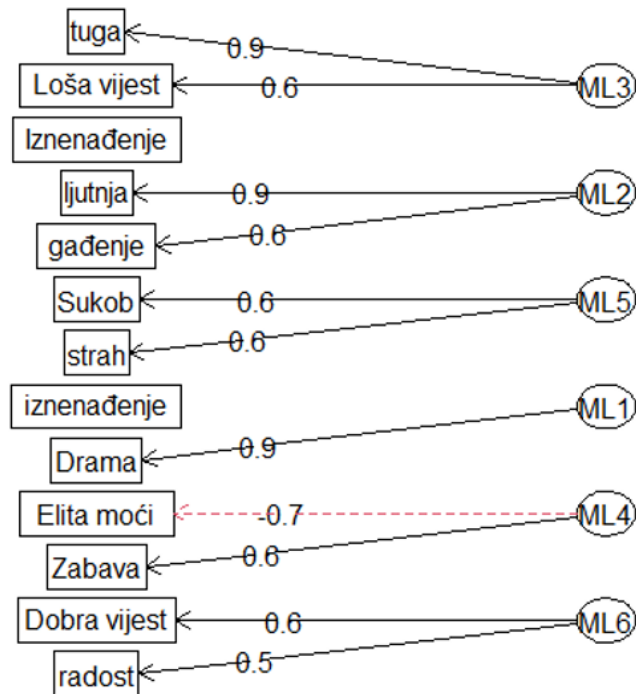 tuga
0.9
Loša vijest
0.6
ML3
Iznenađenje
ljutnja
0.9
ML2
gađenje
0.6
Sukob
0.6
ML5
strah
0.6
iznenađenje
ML1
Drama
0.9
Elita moći
-0.7
ML4
Zabava
0.6
Dobra vijest
0.6
ML6
radost
0.5